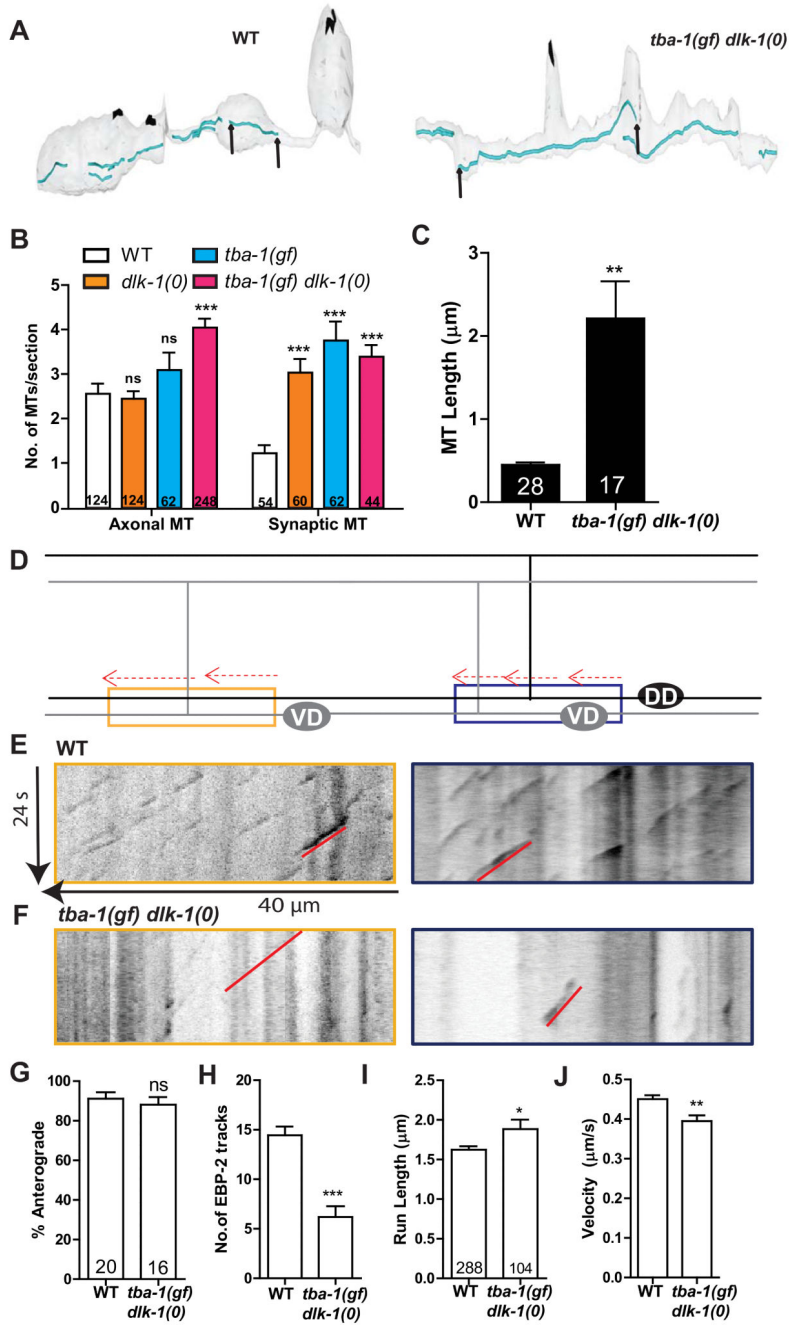 A
WT
tba-1(gf) dlk-1(0)
B
WT
tba-1(gf)
dlk-1(0)
tba-1(gf) dlk-1(0)
No. of MTs/section
5
4
3
2
1
0
ns
ns
***
***
***
***
124
124
62
248
54
60
62
44
Axonal MT
Synaptic MT
C
MT Length (μm)
3
2
1
0
**
28
17
WT
tba-1(gf) dlk-1(0)
D
VD
VD
DD
E
WT
24 s
40 μm
F
tba-1(gf) dlk-1(0)
G
% Anterograde
100
80
60
40
20
0
ns
20
16
WT
tba-1(gf)
dlk-1(0)
H
No.of EBP-2 tracks
20
15
10
5
0
***
WT
tba-1(gf)
dlk-1(0)
I
Run Length (μm)
2.5
2.0
1.5
1.0
0.5
0.0
*
288
104
WT
tba-1(gf)
dlk-1(0)
J
Velocity (μm/s)
0.5
0.4
0.3
0.2
0.1
0.0
**
WT
tba-1(gf)
dlk-1(0)